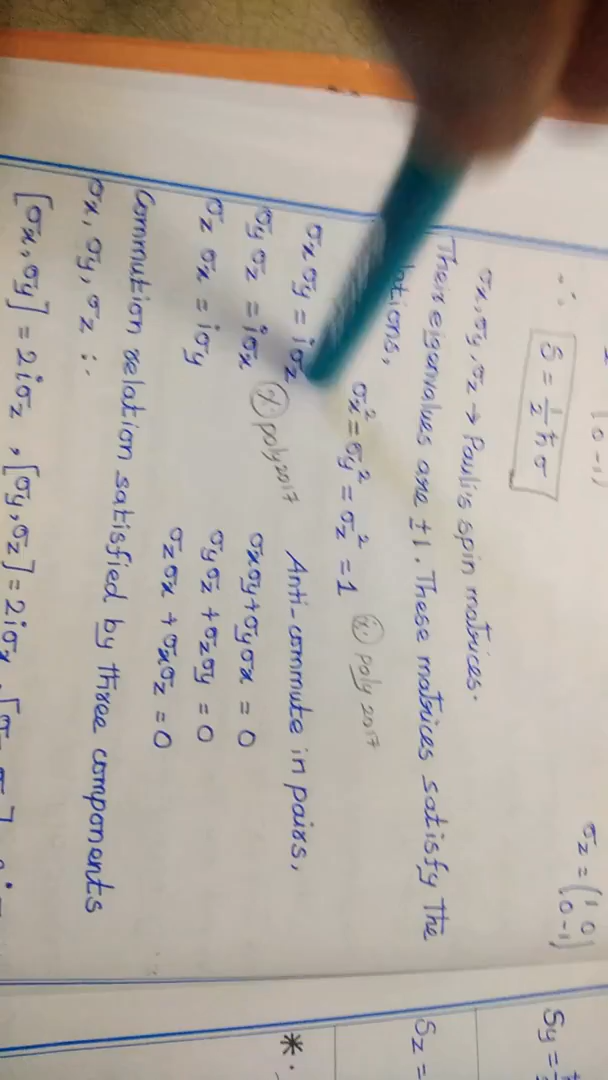 (0 -1)
σz = (1 0
0 -1)
Sy =
∴ S = 1/2 ħ σ
σx, σy, σz → Pauli's spin matrices.
Their eigenvalues are ±1. These matrices satisfy the
Sz =
σx² = σy² = σz² = 1 poly 2017
σx σy = iσz Anti-commute in pairs,
σy σz = iσx poly 2017 σxσy + σyσx = 0
σz σx = iσy σyσz + σzσy = 0
σzσx + σxσz = 0
Commution relation satisfied by three components
σx, σy, σz :-
*.
[σx, σy] = 2iσz , [σy, σz] = 2iσx ,